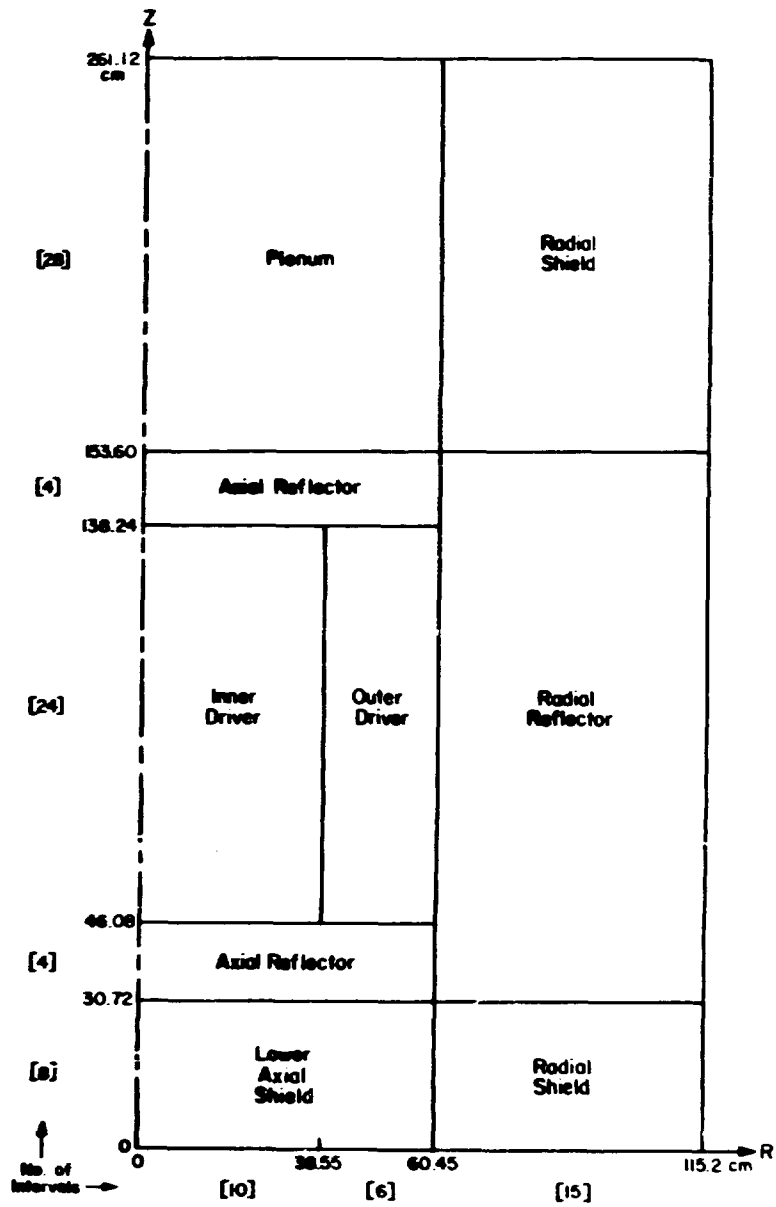 Z
261.12
cm
[28]
Plenum
Radial
Shield
153.60
[4]
Axial Reflector
138.24
[24]
Inner
Driver
Outer
Driver
Radial
Reflector
46.08
[4]
Axial Reflector
30.72
[8]
Lower
Axial
Shield
Radial
Shield
0
R
0
38.55
60.45
115.2 cm
No. of
Intervals
[10]
[6]
[15]